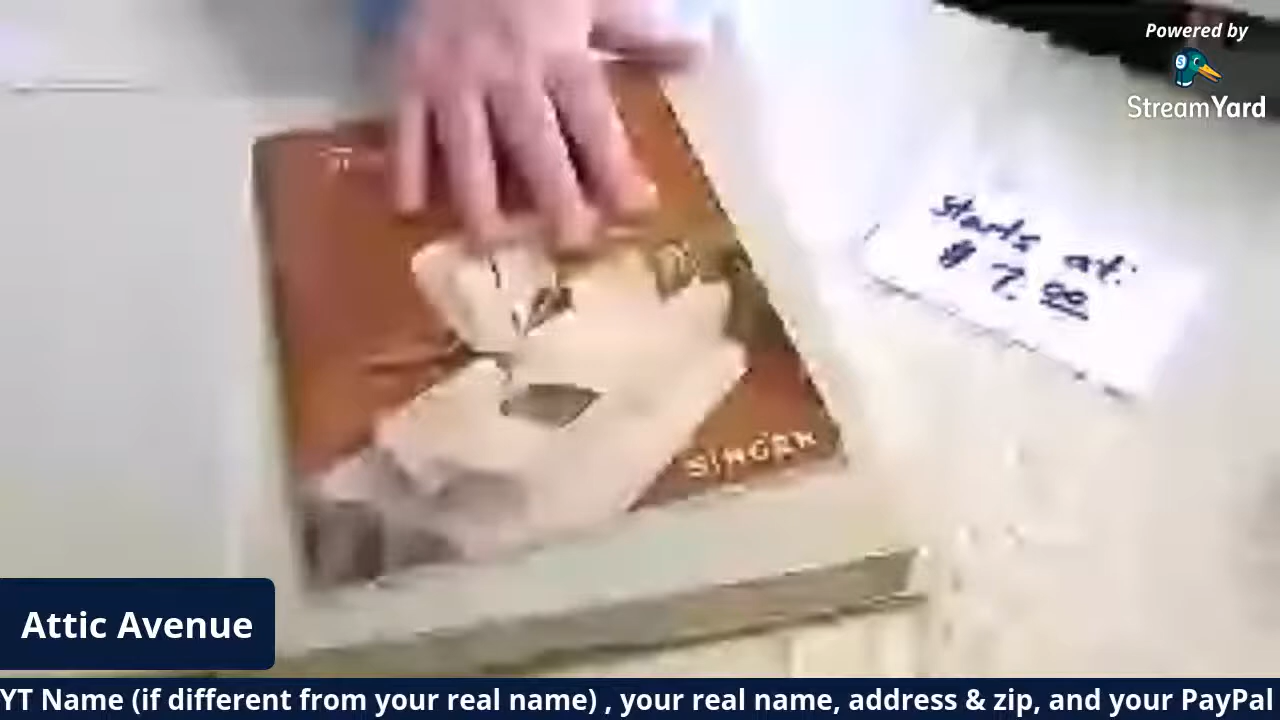 Powered by
StreamYard
Starts at:
$7.00
SINGER
Attic Avenue
YT Name (if different from your real name) , your real name, address & zip, and your PayPal